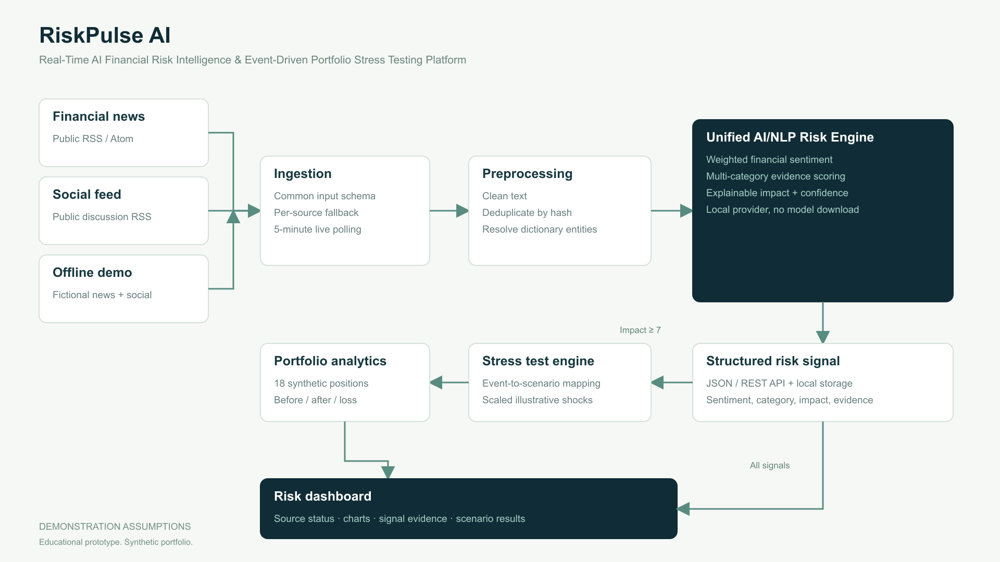 RiskPulse AI
Real-Time AI Financial Risk Intelligence & Event-Driven Portfolio Stress Testing Platform
Financial news
Public RSS / Atom
Social feed
Public discussion RSS
Offline demo
Fictional news + social
Ingestion
Common input schema
Per-source fallback
5-minute live polling
Preprocessing
Clean text
Deduplicate by hash
Resolve dictionary entities
Unified AI/NLP Risk Engine
Weighted financial sentiment
Multi-category evidence scoring
Explainable impact + confidence
Local provider, no model download
Impact ≥ 7
Portfolio analytics
18 synthetic positions
Before / after / loss
Stress test engine
Event-to-scenario mapping
Scaled illustrative shocks
Structured risk signal
JSON / REST API + local storage
Sentiment, category, impact, evidence
All signals
Risk dashboard
Source status · charts · signal evidence · scenario results
DEMONSTRATION ASSUMPTIONS
Educational prototype. Synthetic portfolio.